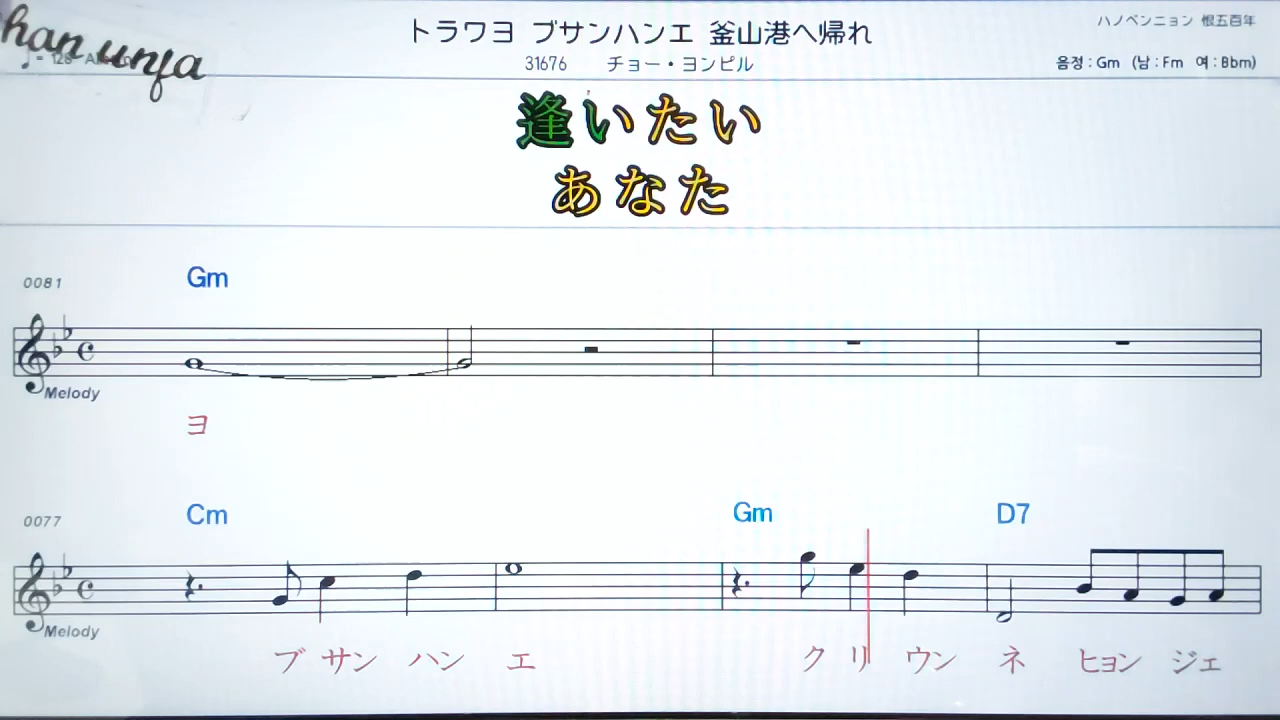 han unfa
トラワヨ ブサンハンエ 釜山港へ帰れ
ハノペンニョン 恨五百年
♩= 128
31676 チョー・ヨンピル
음정 : Gm (남 : Fm 여 : Bbm)
逢いたい
あなた
0081
Gm
Melody
ヨ
0077
Cm Gm D7
Melody
ブ サン ハン エ ク リ ウン ネ ヒョン ジェ